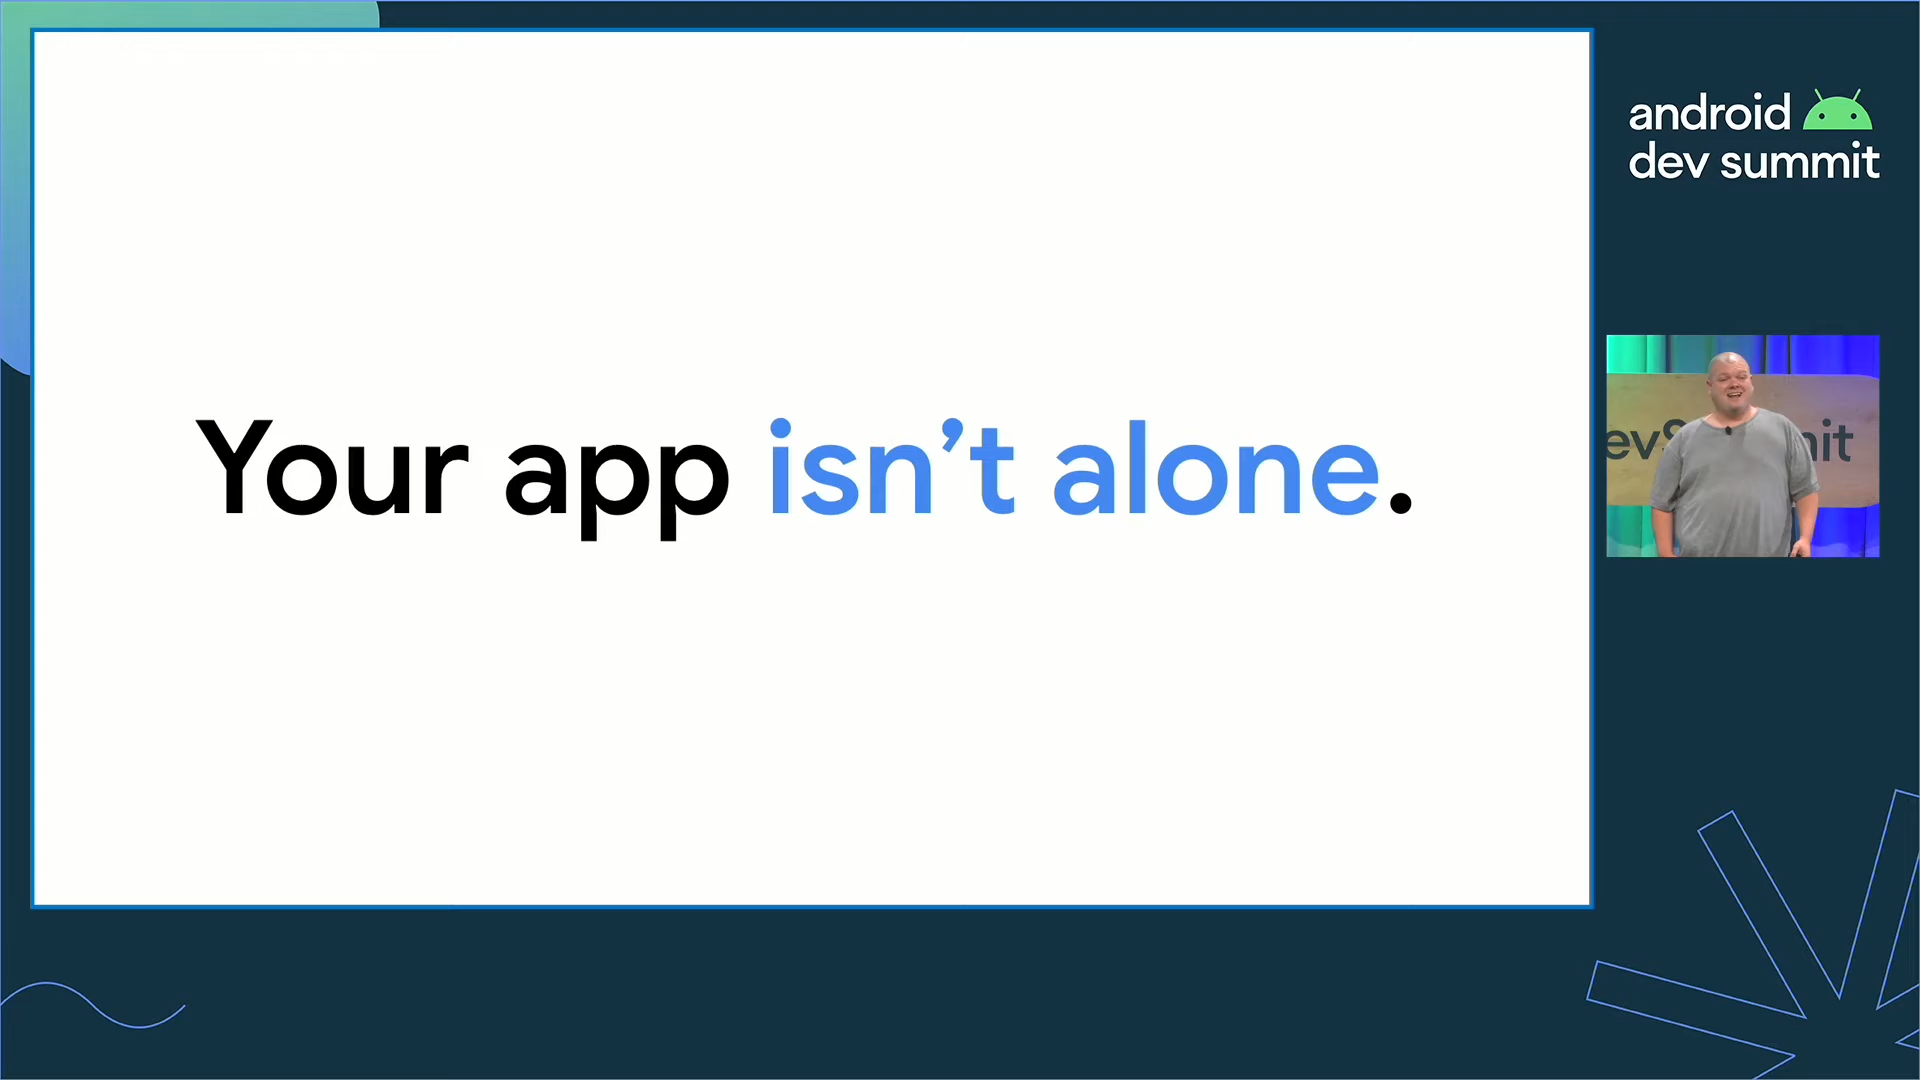 Your app isn’t alone.
android
dev summit